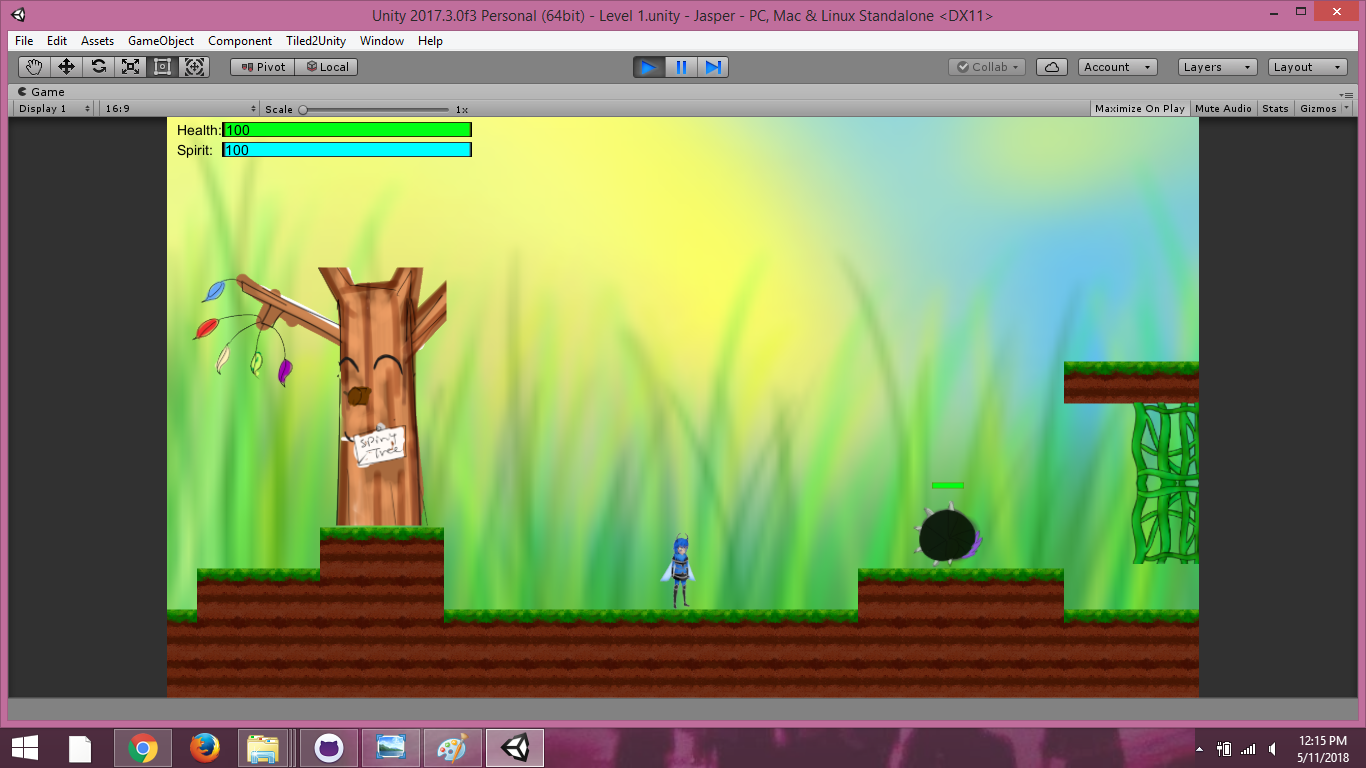 Unity 2017.3.0f3 Personal (64bit) - Level 1.unity - Jasper - PC, Mac & Linux Standalone <DX11>
File Edit Assets GameObject Component Tiled2Unity Window Help
Pivot Local Collab Account Layers Layout
Game
Display 1 16:9 Scale 1x Maximize On Play Mute Audio Stats Gizmos
Health: 100
Spirit: 100
Spirit
Tree
12:15 PM
5/11/2018